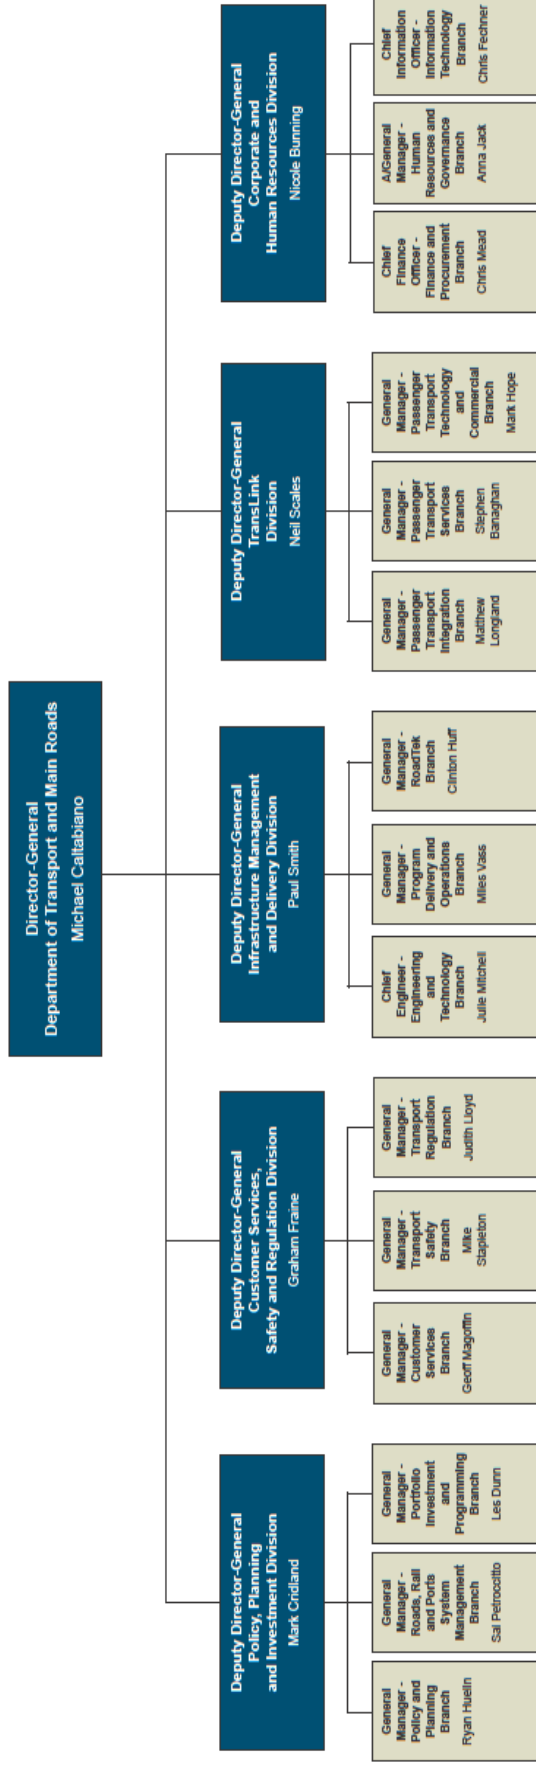 Director-General
Department of Transport and Main Roads
Michael Caltabiano
Deputy Director-General
Policy, Planning
and Investment Division
Mark Cridland
Deputy Director-General
Customer Services,
Safety and Regulation Division
Graham Fraine
Deputy Director-General
Infrastructure Management
and Delivery Division
Paul Smith
Deputy Director-General
TransLink
Division
Neil Scales
Deputy Director-General
Corporate and
Human Resources Division
Nicole Bunning
General
Manager -
Policy and
Planning
Branch
Ryan Huelin
General
Manager -
Roads, Rail
and Ports
System
Management
Branch
Sal Petroccitto
General
Manager -
Portfolio
Investment
and
Programming
Branch
Les Dunn
General
Manager -
Customer
Services
Branch
Geoff Magoffin
General
Manager -
Transport
Safety
Branch
Mike
Stapleton
General
Manager -
Transport
Regulation
Branch
Judith Lloyd
Chief
Engineer -
Engineering
and
Technology
Branch
Julie Mitchell
General
Manager -
Program
Delivery and
Operations
Branch
Miles Vass
General
Manager -
RoadTek
Branch
Clinton Huff
General
Manager -
Passenger
Transport
Integration
Branch
Matthew
Longland
General
Manager -
Passenger
Transport
Services
Branch
Stephen
Banaghan
General
Manager -
Passenger
Transport
Technology
and
Commercial
Branch
Mark Hope
Chief
Finance
Officer -
Finance and
Procurement
Branch
Chris Mead
A/General
Manager -
Human
Resources and
Governance
Branch
Anna Jack
Chief
Information
Officer -
Information
Technology
Branch
Chris Fechner